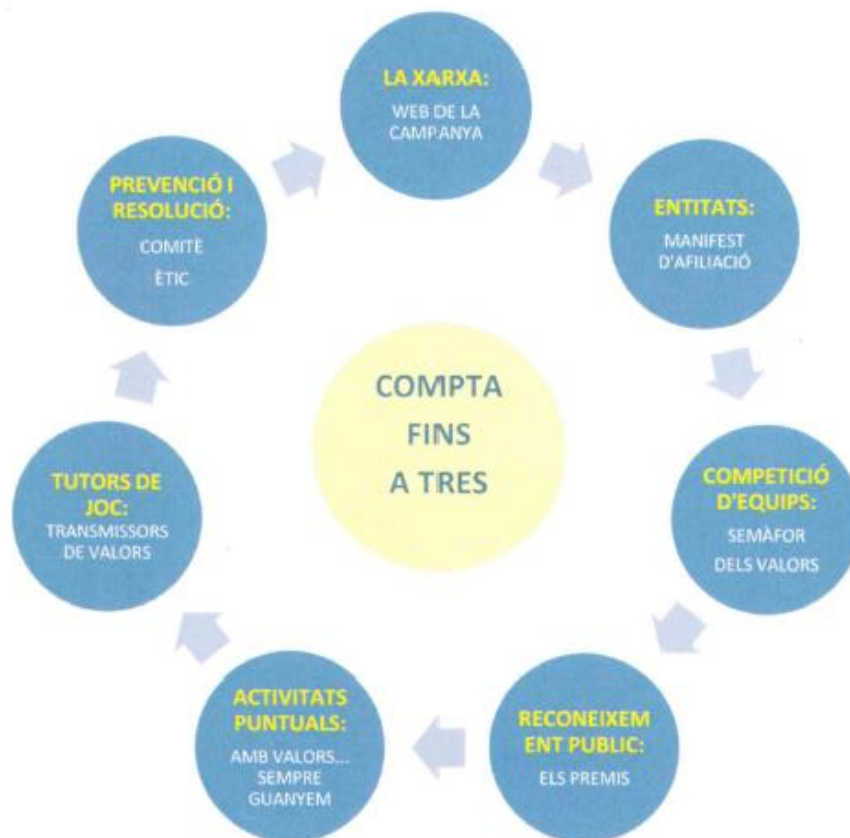 LA XARXA:
WEB DE LA
CAMPANYA
ENTITATS:
MANIFEST
D'AFILIACIÓ
COMPETICIÓ
D'EQUIPS:
SEMÀFOR
DELS VALORS
RECONEIXEM
ENT PUBLIC:
ELS PREMIS
ACTIVITATS
PUNTUALS:
AMB VALORS...
SEMPRE
GUANYEM
TUTORS DE
JOC:
TRANSMISSORS
DE VALORS
PREVENCIÓ I
RESOLUCIÓ:
COMITÈ
ÈTIC
COMPTA
FINS
A TRES